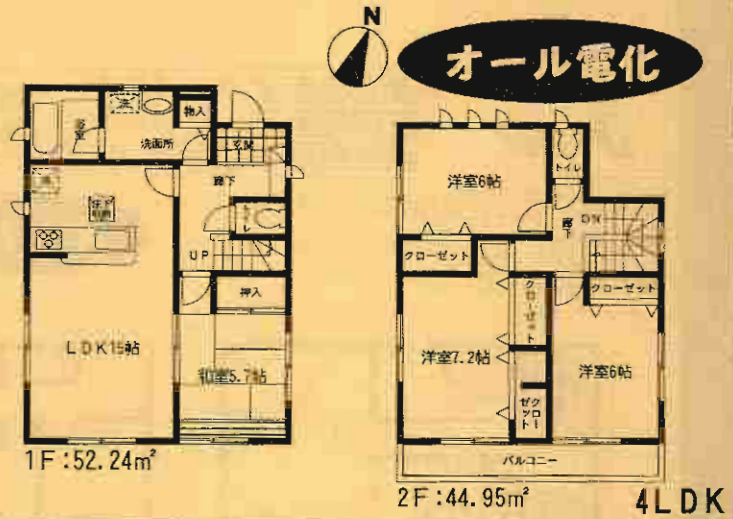 N
オール電化
浴室
洗
洗面所
物入
玄関
廊下
トイレ
UP
押入
LDK15帖
和室5.7帖
1F:52.24m²
洋室6帖
トイレ
廊下
DN
クローゼット
クローゼット
クローゼット
洋室7.2帖
洋室6帖
クローゼット
バルコニー
2F:44.95m²
4LDK